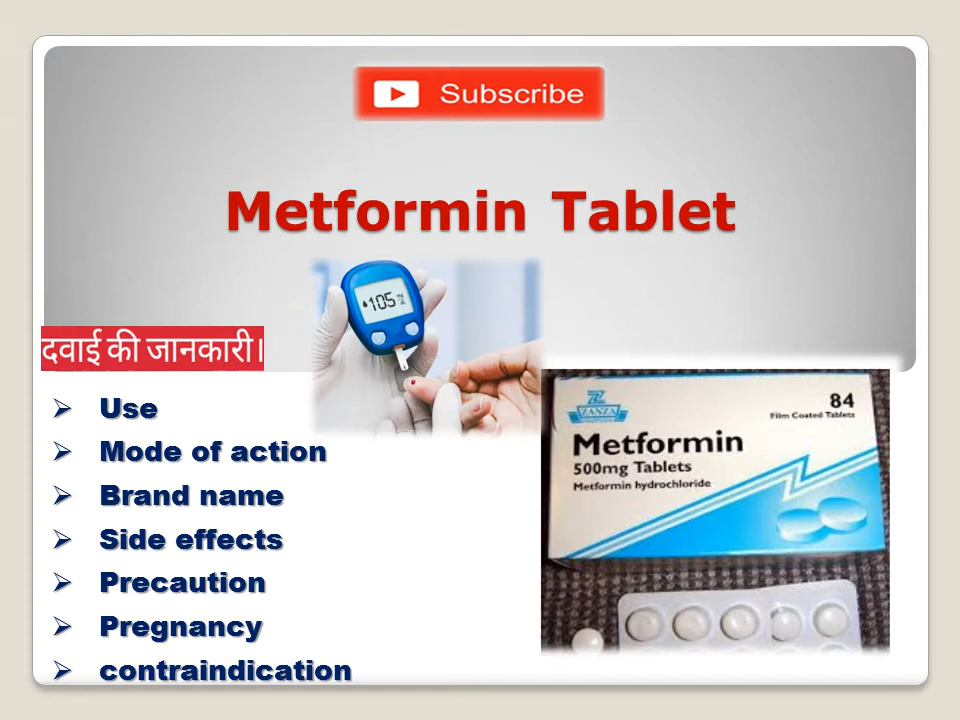 Subscribe
Metformin Tablet
105
दवाई की जानकारी।
Use
Mode of action
Brand name
Side effects
Precaution
Pregnancy
contraindication
ZANZA
84
Film Coated Tablets
Metformin
500mg Tablets
Metformin hydrochloride